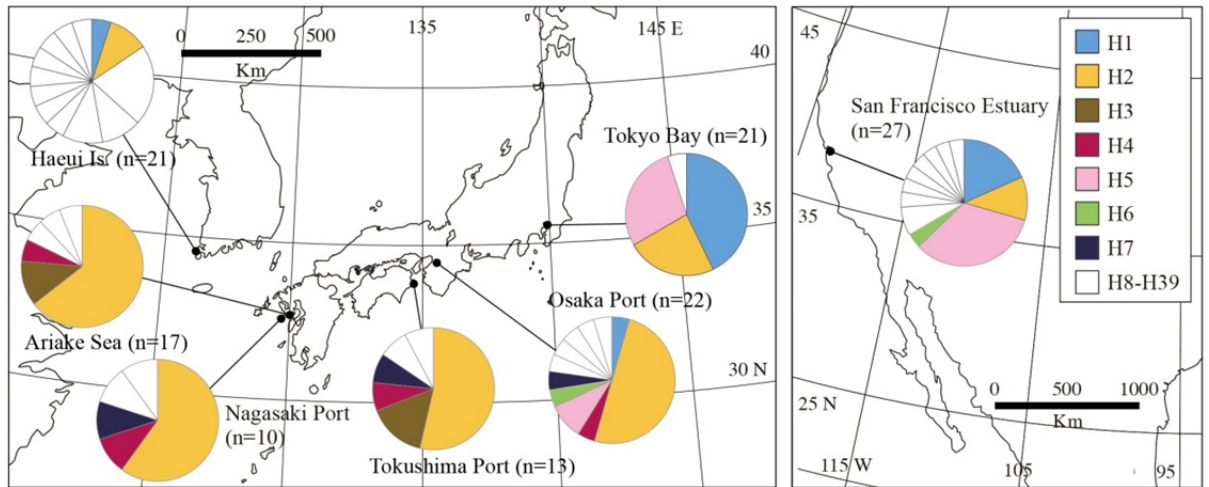 0 250 500
Km
135
145 E
40
35
30 N
Haeui Is. (n=21)
Tokyo Bay (n=21)
Osaka Port (n=22)
Ariake Sea (n=17)
Nagasaki Port
(n=10)
Tokushima Port (n=13)
45
35
25 N
115 W
105
95
San Francisco Estuary
(n=27)
0 500 1000
Km
H1
H2
H3
H4
H5
H6
H7
H8-H39